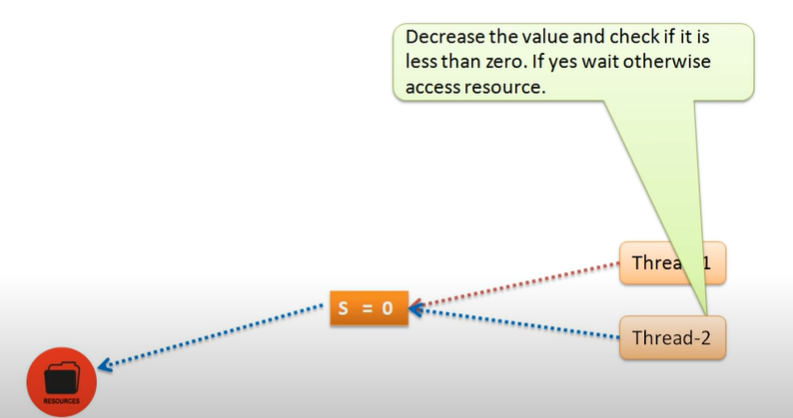 Decrease the value and check if it is
less than zero. If yes wait otherwise
access resource.
Threa 1
S = 0
Thread-2
RESOURCES